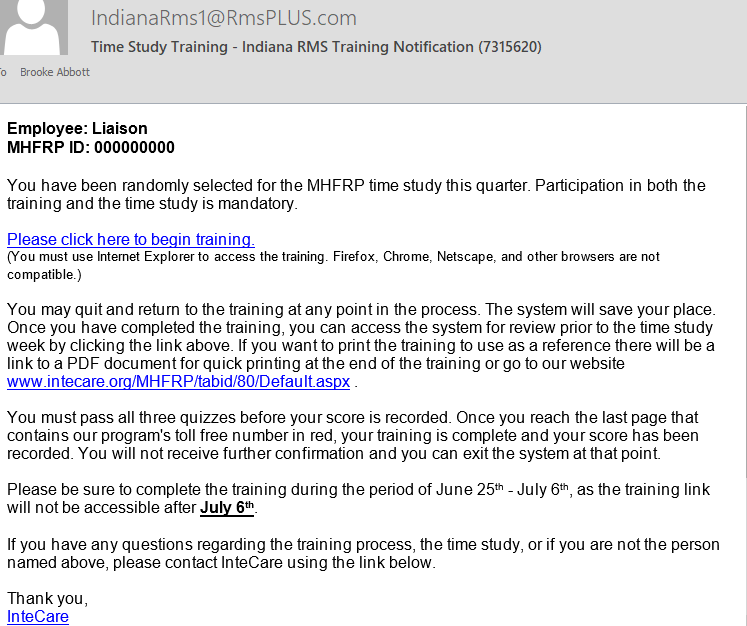 IndianaRms1@RmsPLUS.com
Time Study Training - Indiana RMS Training Notification (7315620)
Brooke Abbott
Employee: Liaison
MHFRP ID: 000000000
You have been randomly selected for the MHFRP time study this quarter. Participation in both the
training and the time study is mandatory.
Please click here to begin training.
(You must use Internet Explorer to access the training. Firefox, Chrome, Netscape, and other browsers are not
compatible.)
You may quit and return to the training at any point in the process. The system will save your place.
Once you have completed the training, you can access the system for review prior to the time study
week by clicking the link above. If you want to print the training to use as a reference there will be a
link to a PDF document for quick printing at the end of the training or go to our website
www.intecare.org/MHFRP/tabid/80/Default.aspx .
You must pass all three quizzes before your score is recorded. Once you reach the last page that
contains our program's toll free number in red, your training is complete and your score has been
recorded. You will not receive further confirmation and you can exit the system at that point.
Please be sure to complete the training during the period of June 25th - July 6th, as the training link
will not be accessible after July 6th.
If you have any questions regarding the training process, the time study, or if you are not the person
named above, please contact InteCare using the link below.
Thank you,
InteCare